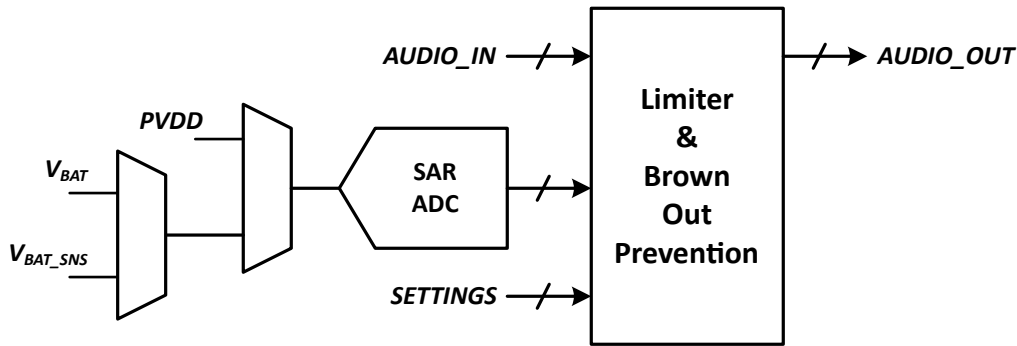 AUDIO_IN
AUDIO_OUT
PVDD
VBAT
VBAT_SNS
SAR
ADC
SETTINGS
Limiter
&
Brown
Out
Prevention